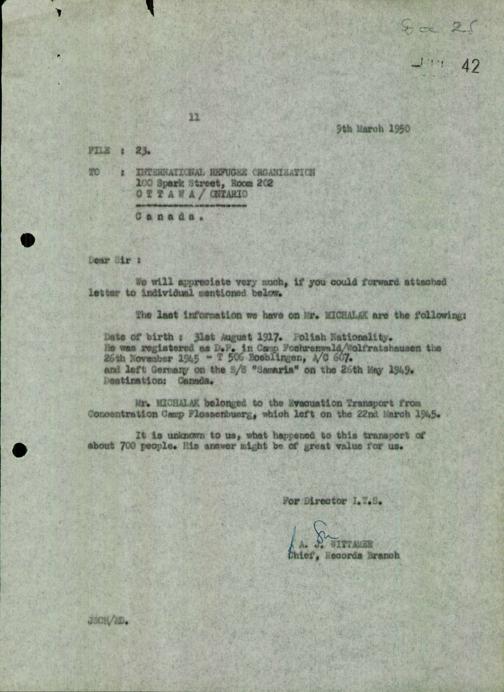 Doc 25
42
11
9th March 1950
FILE : 23.
TO : INTERNATIONAL REFUGEE ORGANIZATION
100 Spark Street, Room 202
O T T A W A / ONTARIO
C a n a d a .
Dear Sir :
We will appreciate very much, if you could forward attached
letter to individual mentioned below.
The last information we have on Mr. MICHALAK are the following:
Date of birth : 31st August 1917. Polish Nationality.
He was registered as D.P. in Camp Foehrenwald/Wolfratshausen the
26th November 1945 - T 506 Roeblingen, A/C 607.
and left Germany on the S/S "Samaria" on the 26th May 1949.
Destination: Canada.
Mr. MICHALAK belonged to the Evacuation Transport from
Concentration Camp Flossenbuerg, which left on the 22nd March 1945.
It is unknown to us, what happened to this transport of
about 700 people. His answer might be of great value for us.
For Director I.T.S.
A. J. WITTAMER
Chief, Records Branch
JSCH/ED.